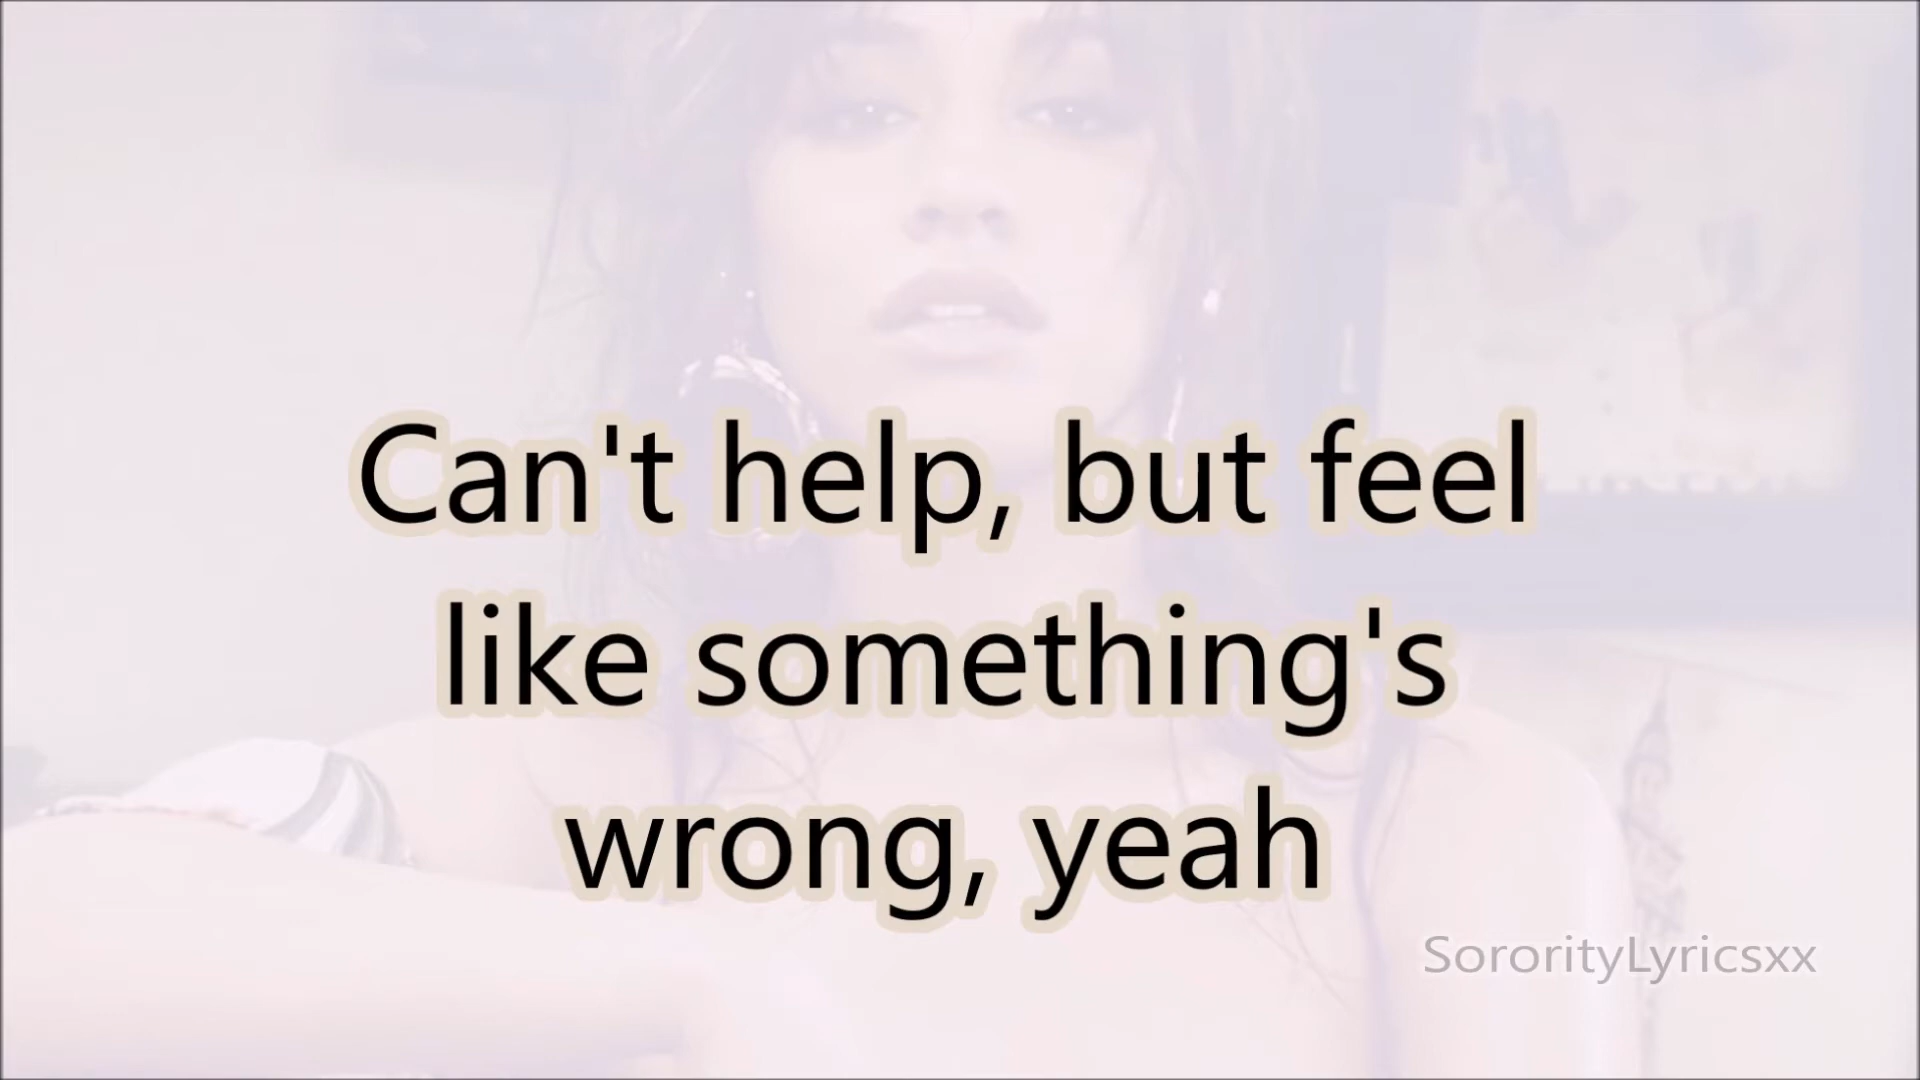 Can't help, but feel
like something's
wrong, yeah
SororityLyricsxx